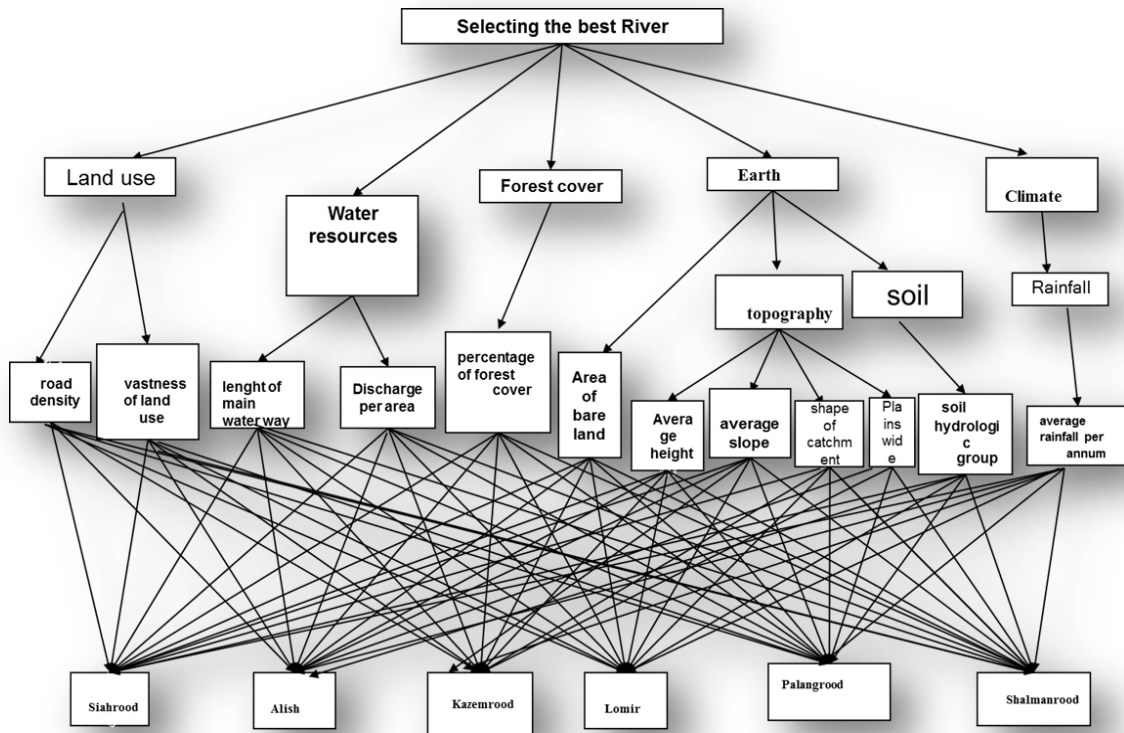 Selecting the best River
Land use
Water
resources
Forest cover
Earth
Climate
topography
soil
Rainfall
road
density
vastness
of land
use
lenght of
main
water way
Discharge
per area
percentage
of forest
cover
Area
of
bare
land
Avera
ge
height
average
slope
shape
of
catchm
ent
Pla
ins
wid
e
soil
hydrologi
c
group
average
rainfall per
annum
Siahrood
Alish
Kazemrood
Lomir
Palangrood
Shalmanrood